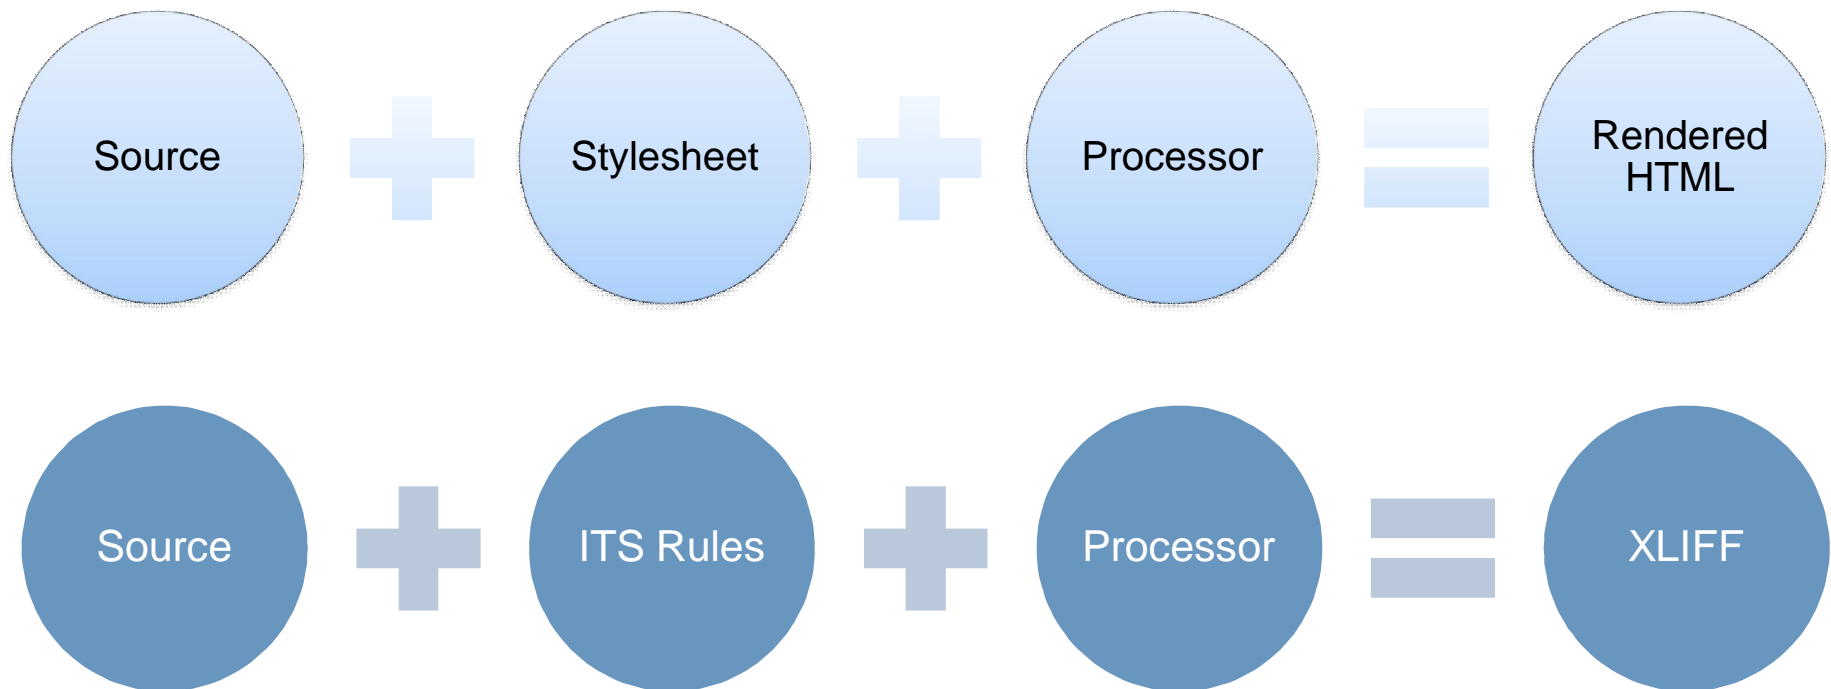 Source
Stylesheet
Processor
Rendered
HTML
Source
ITS Rules
Processor
XLIFF